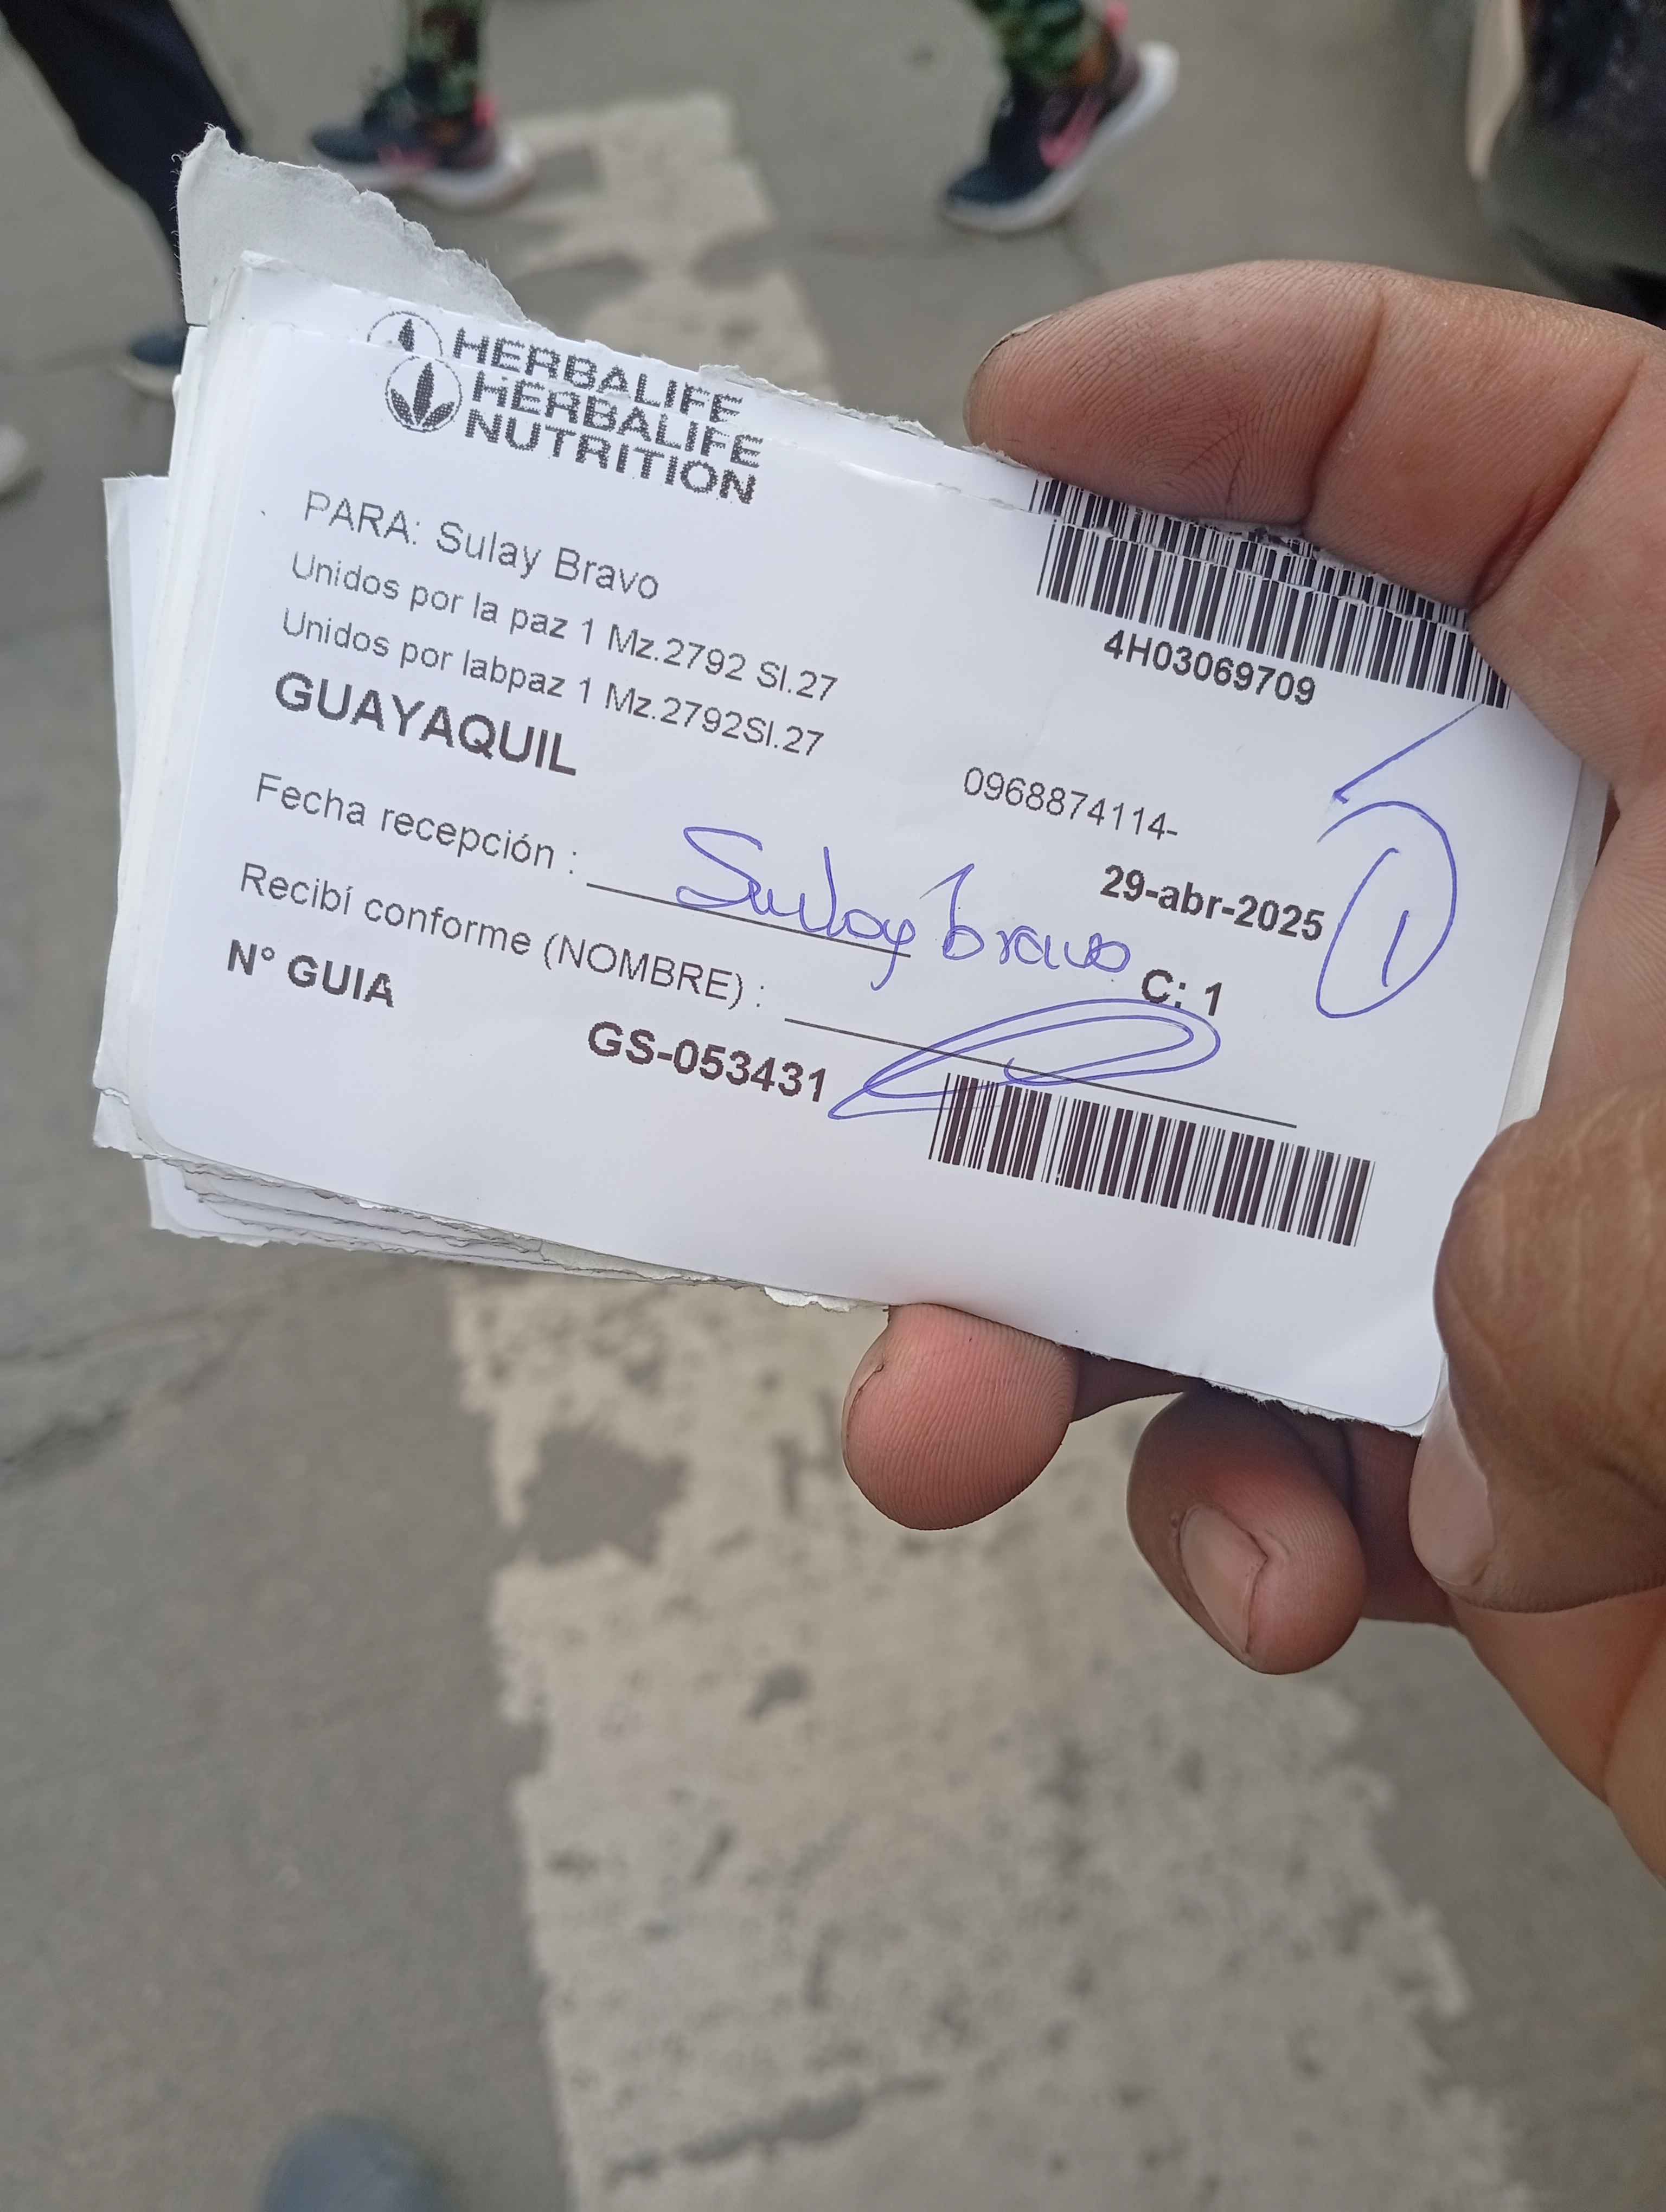 HERBALIFE
HERBALIFE
NUTRITION
4H03069709
PARA: Sulay Bravo
Unidos por la paz 1 Mz.2792 Sl.27
Unidos por labpaz 1 Mz.2792Sl.27
GUAYAQUIL
0968874114-
29-abr-2025
1
Fecha recepción :
Sulay bravo
Recibí conforme (NOMBRE) :
C: 1
N° GUIA
GS-053431